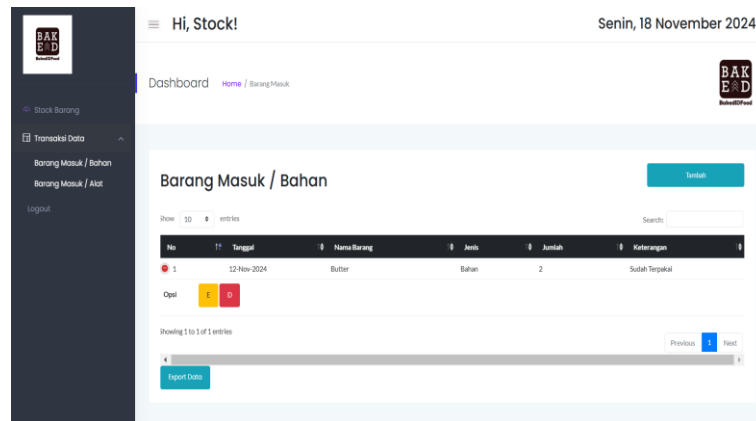 BAK
E D
BakedDFood
Hi, Stock!
Senin, 18 November 2024
Dashboard Home / Barang Masuk
BAK
E D
BakedDFood
Stock Barang
Transaksi Data
Barang Masuk / Bahan
Barang Masuk / Alat
Logout
Barang Masuk / Bahan
Tambah
Show 10 entries
Search:
No Tanggal Nama Barang Jenis Jumlah Keterangan
1 12-Nov-2024 Butter Bahan 2 Sudah Terpakai
Opsi E D
Showing 1 to 1 of 1 entries
Previous 1 Next
Export Data